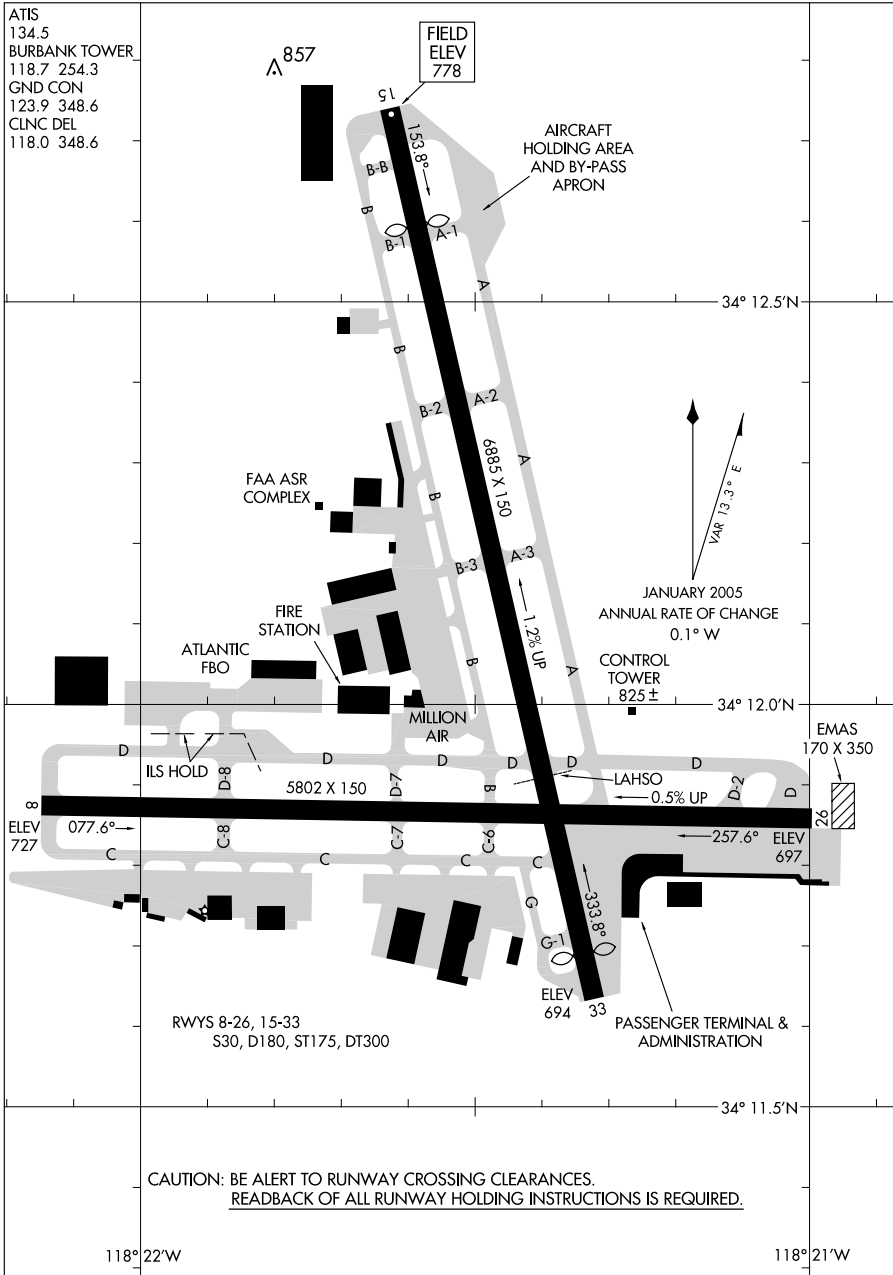 ATIS
134.5
BURBANK TOWER
118.7 254.3
GND CON
123.9 348.6
CLNC DEL
118.0 348.6
857
FIELD
ELEV
778
15
153.8°
AIRCRAFT
HOLDING AREA
AND BY-PASS
APRON
B-B
B
B-1
A-1
A
34° 12.5'N
B
B-2
A-2
6885 X 150
A
B
FAA ASR
COMPLEX
VAR 13.3° E
B-3
A-3
JANUARY 2005
ANNUAL RATE OF CHANGE
0.1° W
1.2% UP
FIRE
STATION
ATLANTIC
FBO
B
A
CONTROL
TOWER
825 ±
34° 12.0'N
MILLION
AIR
EMAS
170 X 350
D
ILS HOLD
D
D
D
D
D
D-8
D-7
B
LAHSO
D-2
D
5802 X 150
0.5% UP
8
26
ELEV
727
077.6°
257.6°
ELEV
697
C-8
C-7
C-6
C
C
C
C
G
333.8°
G-1
ELEV
694
33
RWYS 8-26, 15-33
S30, D180, ST175, DT300
PASSENGER TERMINAL &
ADMINISTRATION
34° 11.5'N
CAUTION: BE ALERT TO RUNWAY CROSSING CLEARANCES.
READBACK OF ALL RUNWAY HOLDING INSTRUCTIONS IS REQUIRED.
118° 22'W
118° 21'W